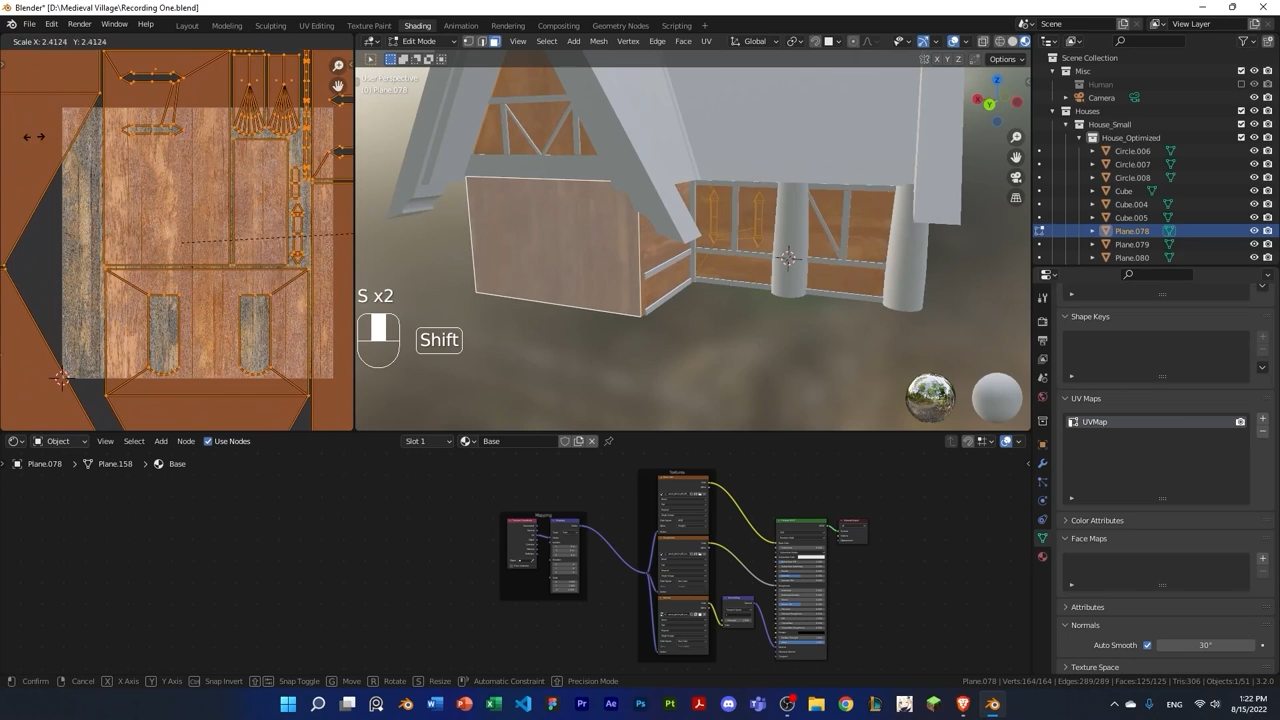 Blender* [D:\Medieval Village\Recording One.blend]
File Edit Render Window Help Layout Modeling Sculpting UV Editing Texture Paint Shading Animation Rendering Compositing Geometry Nodes Scripting Scene View Layer
Scale X: 2.4124 Y: 2.4124
Edit Mode View Select Add Mesh Vertex Edge Face UV Global
X Y Z Options
User Perspective
(0) Plane.078
Scene Collection
Misc
Human
Camera
Houses
House_Small
House_Optimized
Circle.006
Circle.007
Circle.008
Cube
Cube.004
Cube.005
Plane.078
Plane.079
Plane.080
S x2
Shift
Shape Keys
UV Maps
UVMap
Color Attributes
Face Maps
Attributes
Normals
Auto Smooth 30°
Texture Space
Object View Select Add Node Use Nodes Slot 1 Base
Plane.078 Plane.158 Base
Mapping
Confirm Cancel X X Axis Y Y Axis Snap Invert Snap Toggle G Move R Rotate S Resize Automatic Constraint Precision Mode
Plane.078 | Verts:164/164 | Edges:289/289 | Faces:125/125 | Tris:306 | Objects:1/51 | 3.2.0
ENG
1:22 PM
8/15/2022